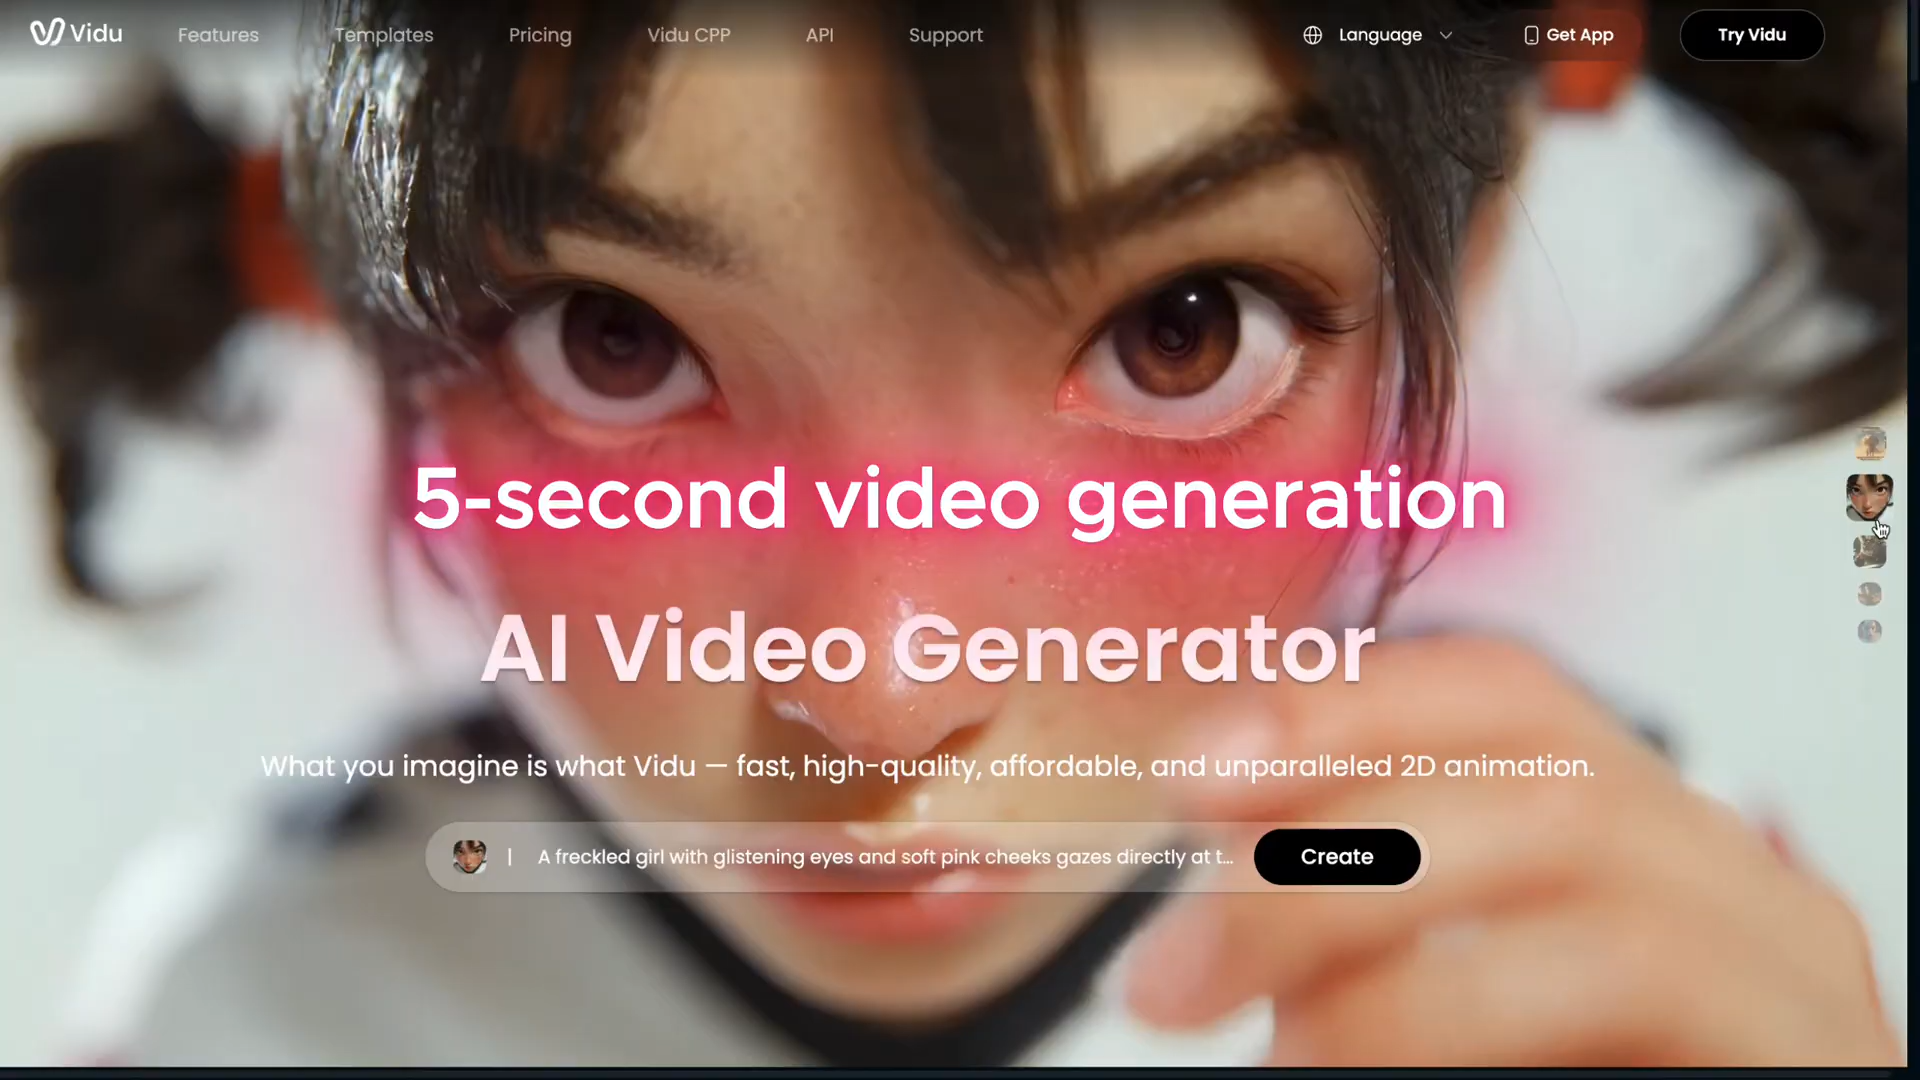 Vidu
Features
Templates
Pricing
Vidu CPP
API
Support
Language
Get App
Try Vidu
5-second video generation
AI Video Generator
What you imagine is what Vidu — fast, high-quality, affordable, and unparalleled 2D animation.
A freckled girl with glistening eyes and soft pink cheeks gazes directly at t...
Create